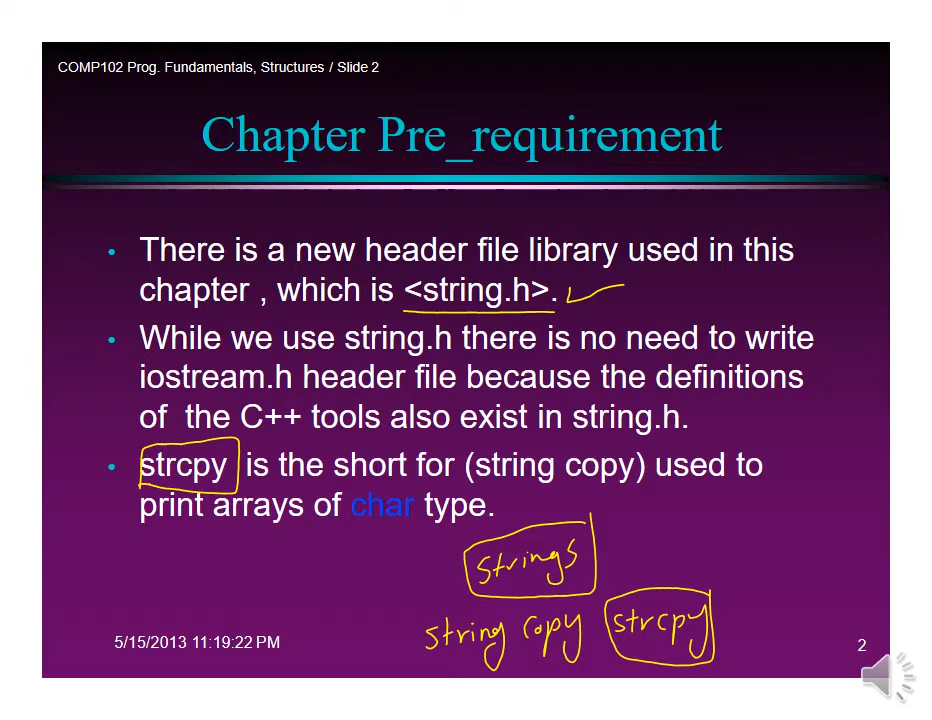 COMP102 Prog. Fundamentals, Structures / Slide 2
Chapter Pre_requirement
• There is a new header file library used in this
chapter , which is <string.h>.
• While we use string.h there is no need to write
iostream.h header file because the definitions
of the C++ tools also exist in string.h.
• strcpy is the short for (string copy) used to
print arrays of char type.
strings
string copy strcpy
5/15/2013 11:19:22 PM 2